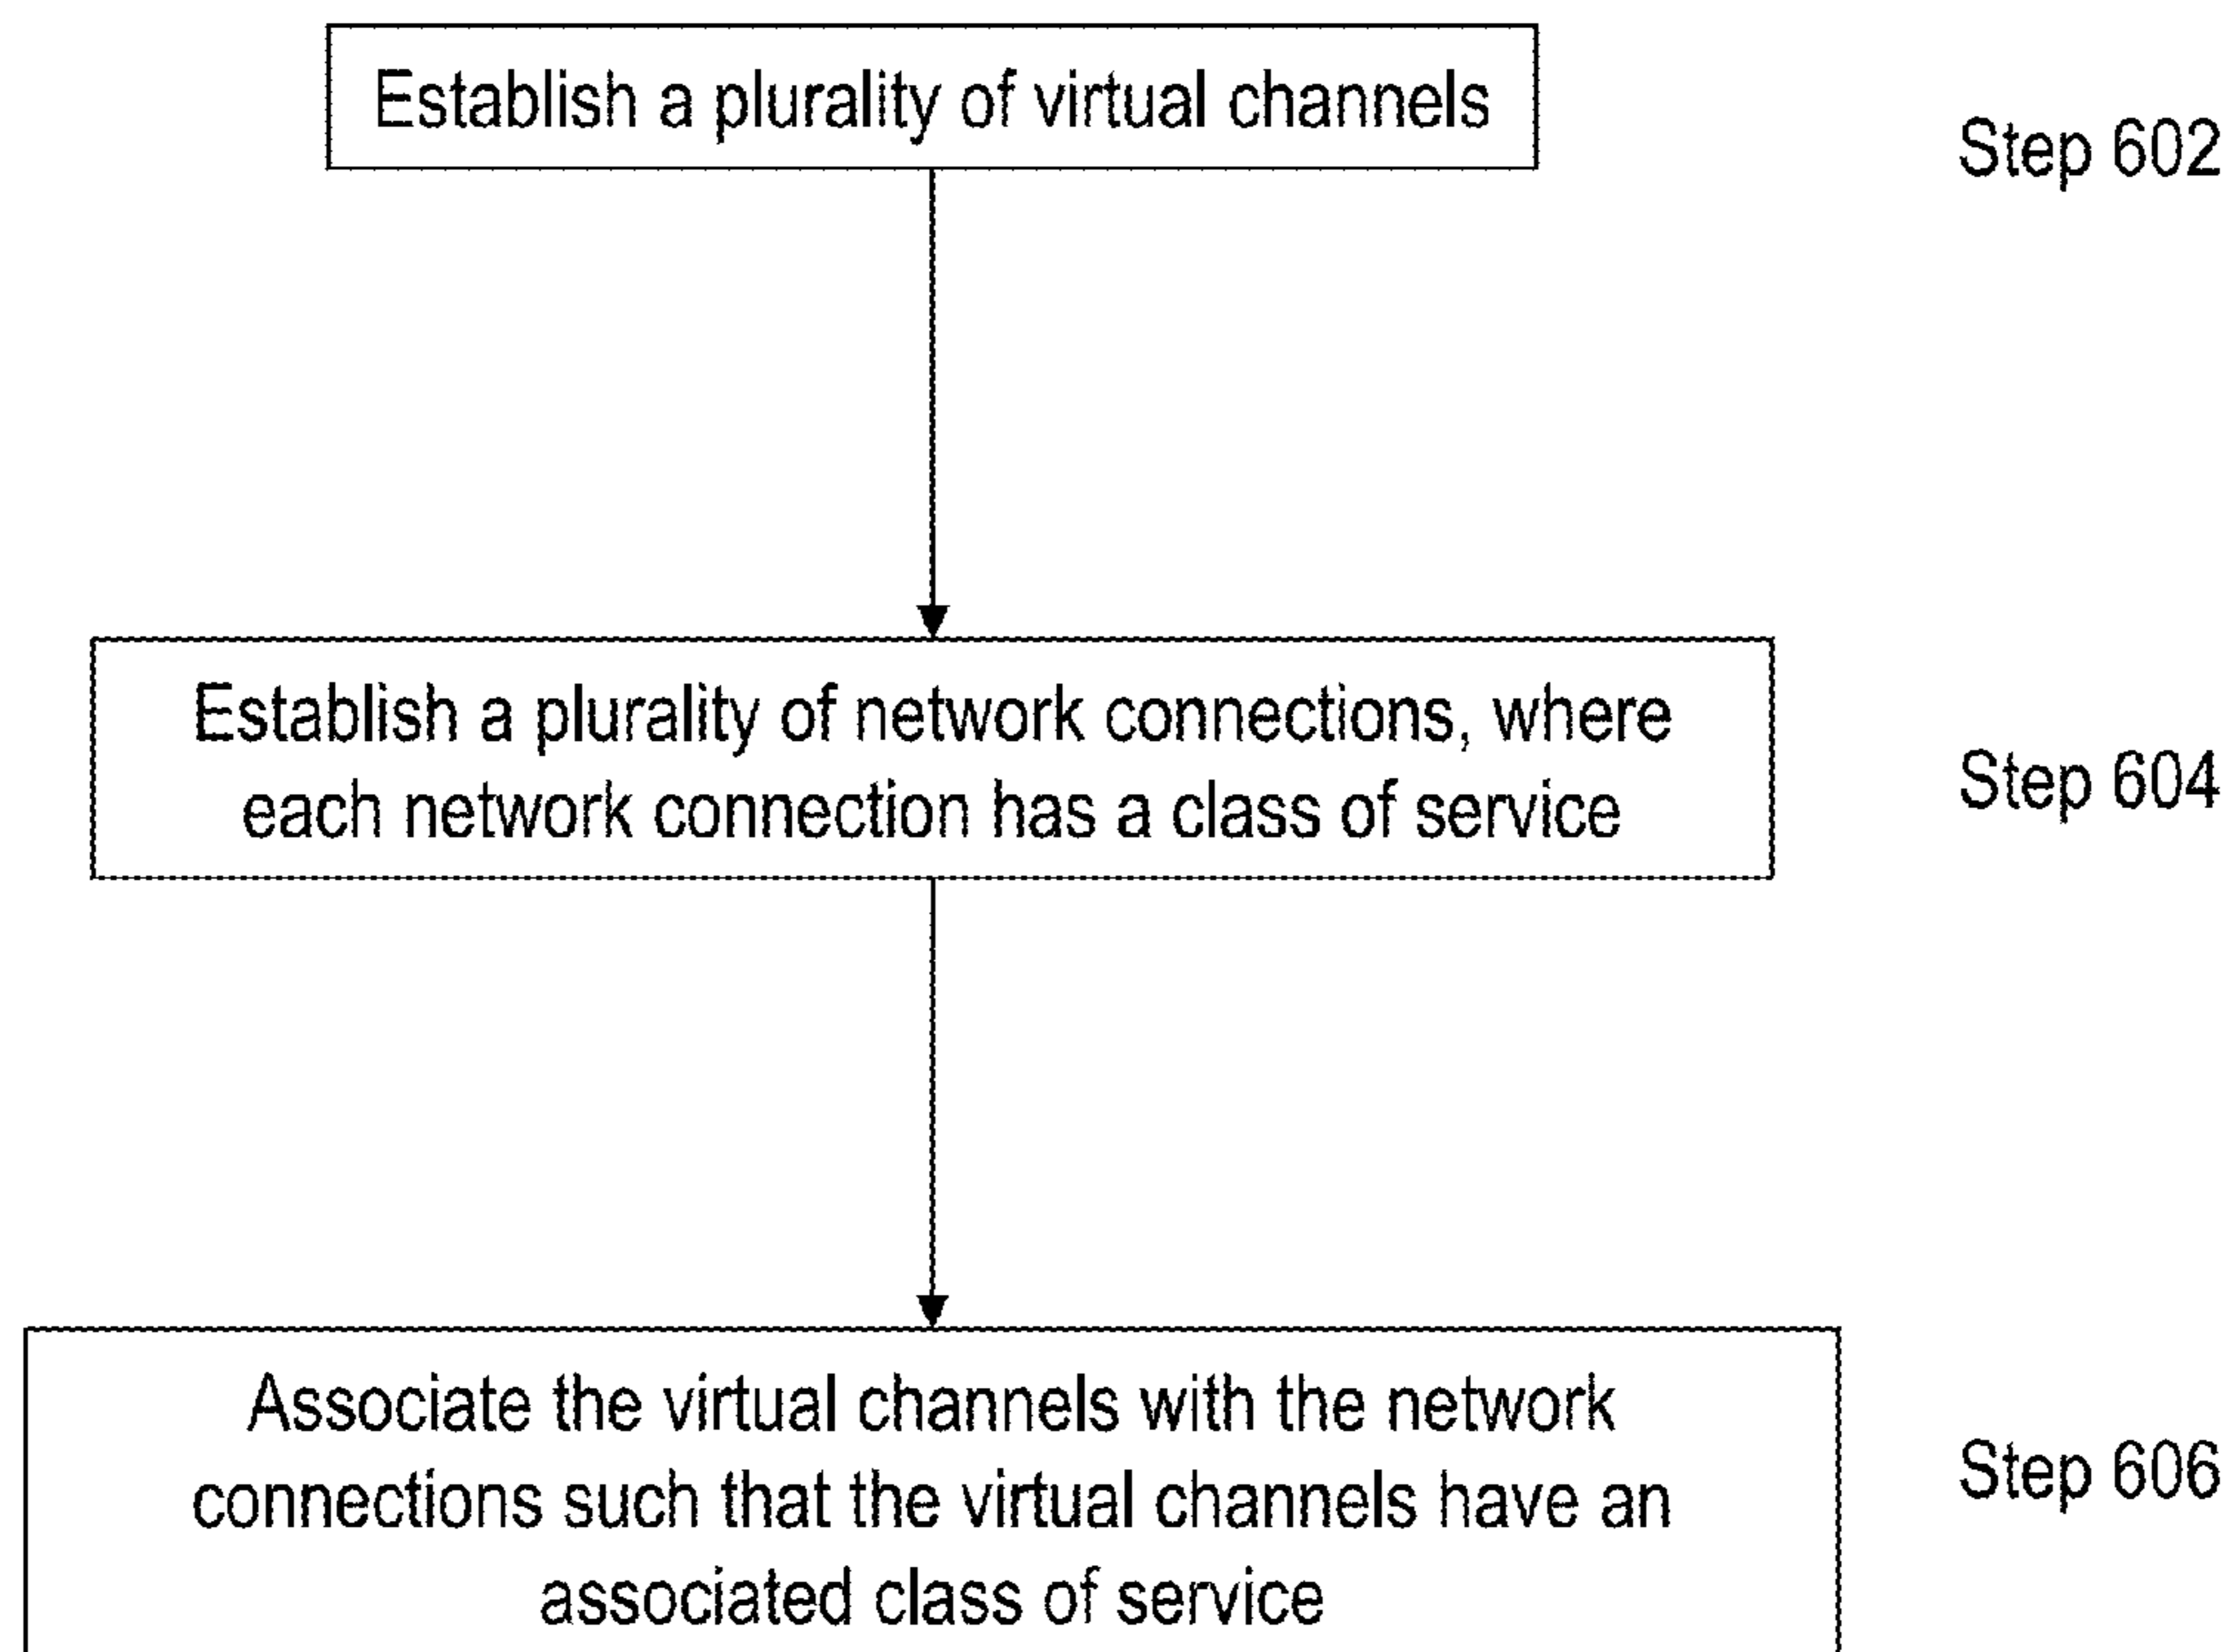 Establish a plurality of virtual channels
Step 602
Establish a plurality of network connections, where
each network connection has a class of service
Step 604
Associate the virtual channels with the network
connections such that the virtual channels have an
associated class of service
Step 606